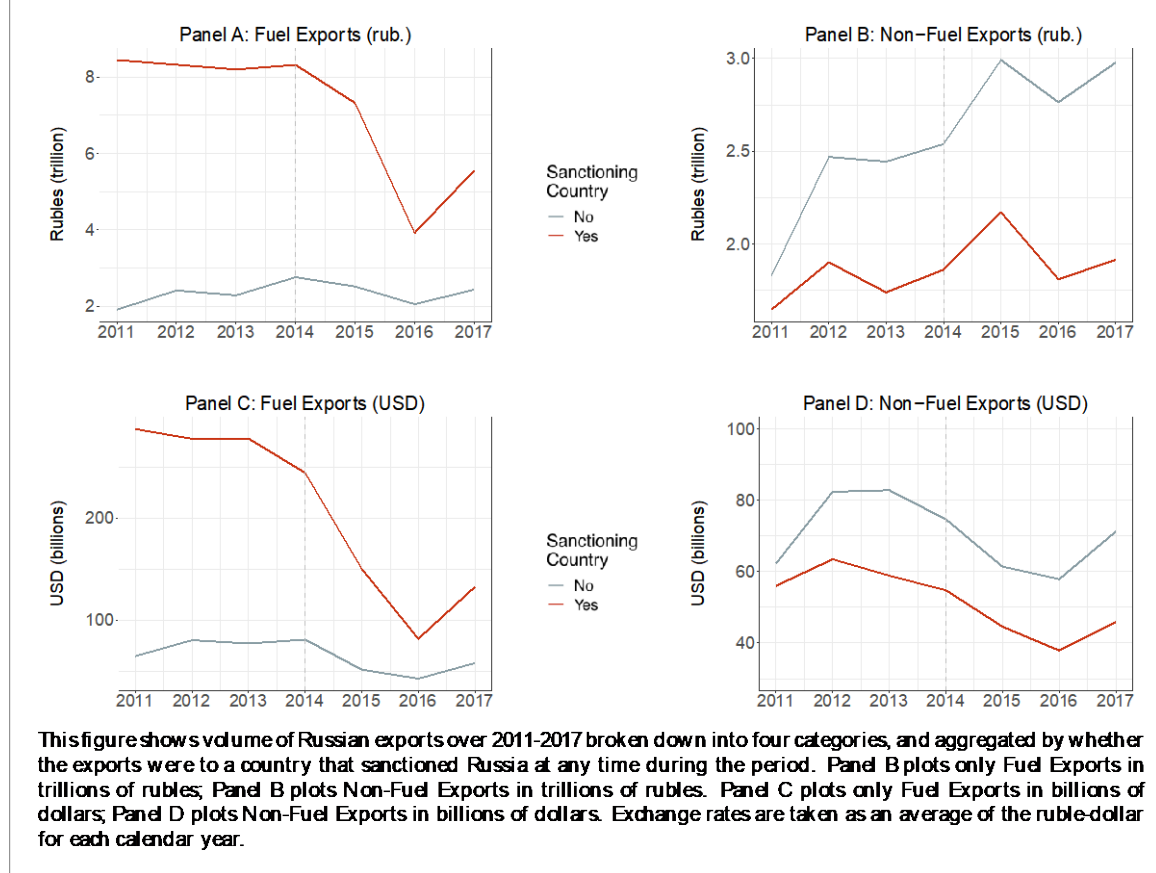 Panel A: Fuel Exports (rub.)
8
6
4
2
Rubles (trillion)
2011 2012 2013 2014 2015 2016 2017
Sanctioning
Country
No
Yes
Panel B: Non−Fuel Exports (rub.)
3.0
2.5
2.0
Rubles (trillion)
2011 2012 2013 2014 2015 2016 2017
Panel C: Fuel Exports (USD)
200
100
USD (billions)
2011 2012 2013 2014 2015 2016 2017
Sanctioning
Country
No
Yes
Panel D: Non−Fuel Exports (USD)
100
80
60
40
USD (billions)
2011 2012 2013 2014 2015 2016 2017
This figure shows volume of Russian exports over 2011-2017 broken down into four categories, and aggregated by whether
the exports were to a country that sanctioned Russia at any time during the period. Panel B plots only Fuel Exports in
trillions of rubles; Panel B plots Non-Fuel Exports in trillions of rubles. Panel C plots only Fuel Exports in billions of
dollars; Panel D plots Non-Fuel Exports in billions of dollars. Exchange rates are taken as an average of the ruble-dollar
for each calendar year.